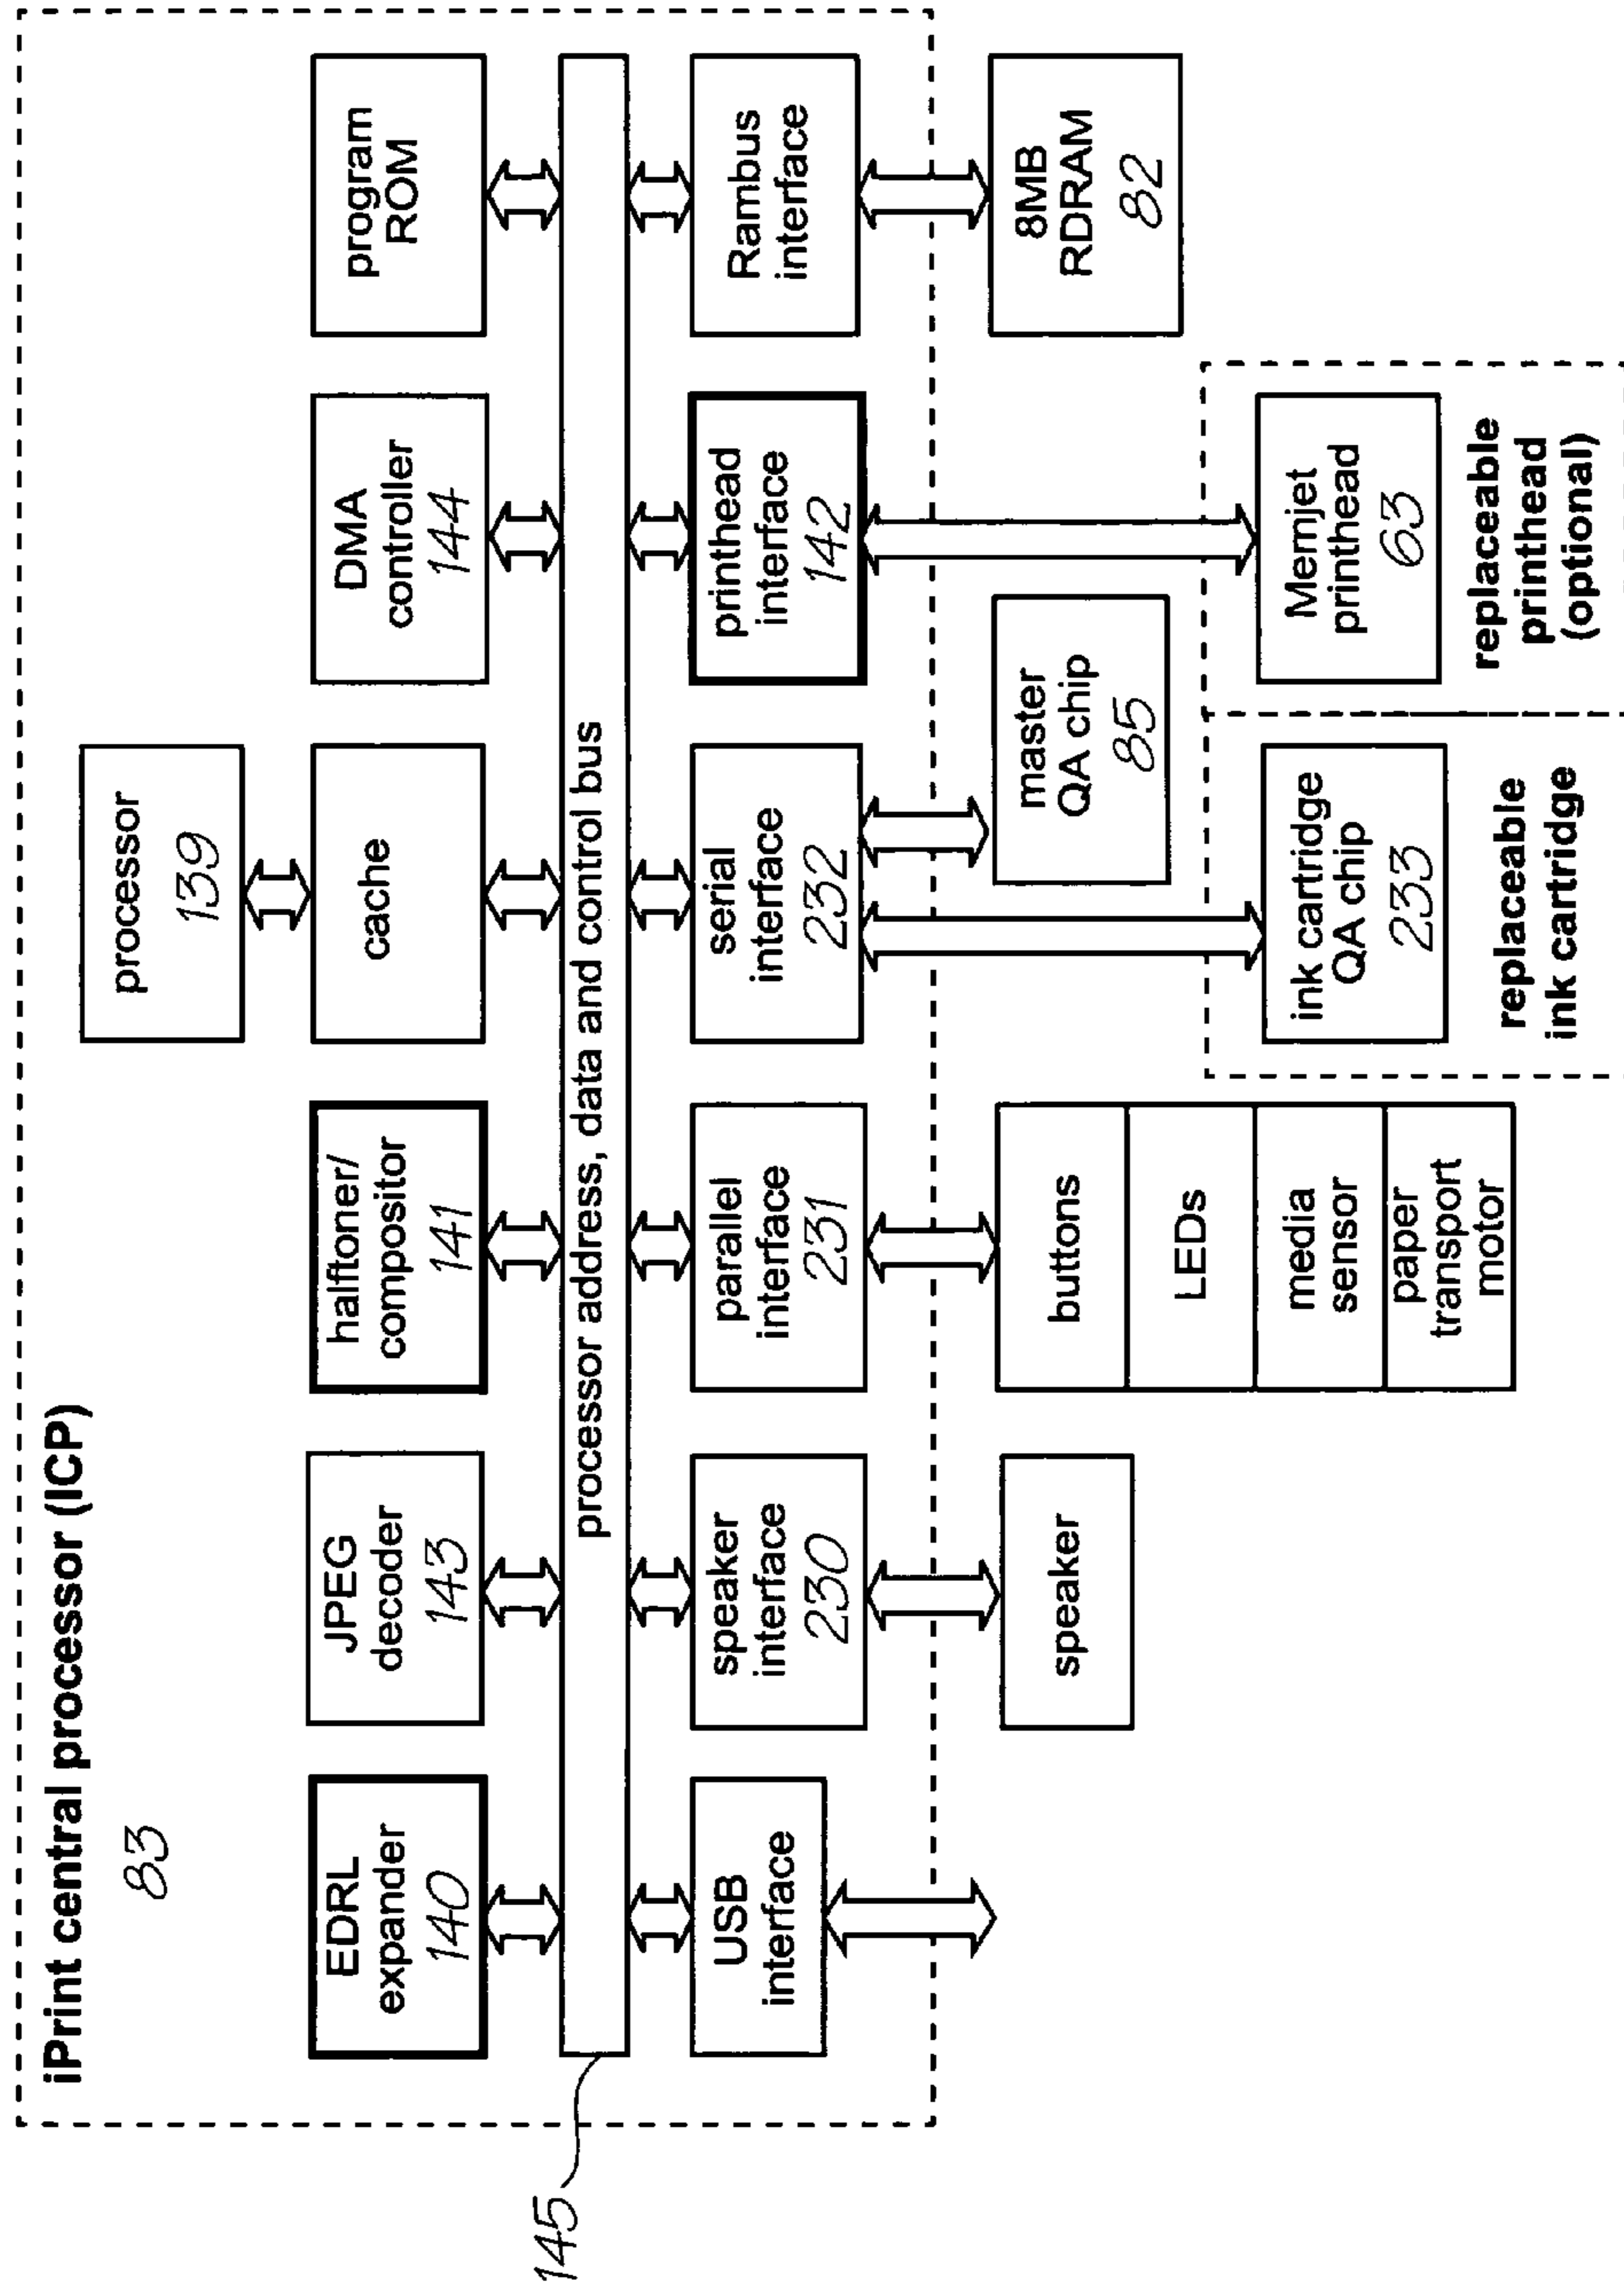 iPrint central processor (ICP)
83
processor
139
EDRL
expander
140
JPEG
decoder
143
halftoner/
compositor
141
cache
DMA
controller
144
program
ROM
processor address, data and control bus
145
USB
interface
speaker
interface
230
parallel
interface
231
serial
interface
232
printhead
interface
142
Rambus
interface
speaker
buttons
LEDs
media
sensor
paper
transport
motor
master
QA chip
85
8MB
RDRAM
82
ink cartridge
QA chip
233
replaceable
ink cartridge
Memjet
printhead
63
replaceable
printhead
(optional)